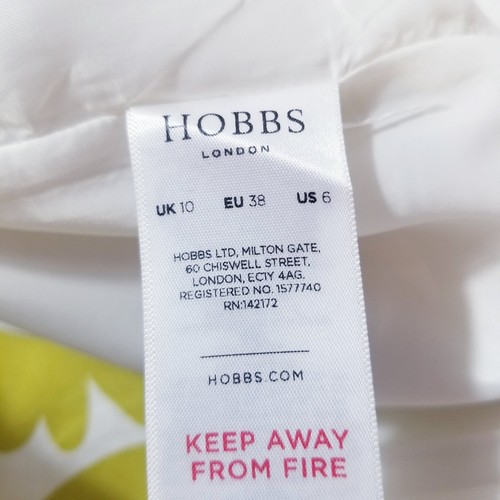 HOBBS
LONDON
UK 10 EU 38 US 6
HOBBS LTD, MILTON GATE,
60 CHISWELL STREET,
LONDON, EC1Y 4AG.
REGISTERED NO. 1577740
RN:142172
HOBBS.COM
KEEP AWAY
FROM FIRE